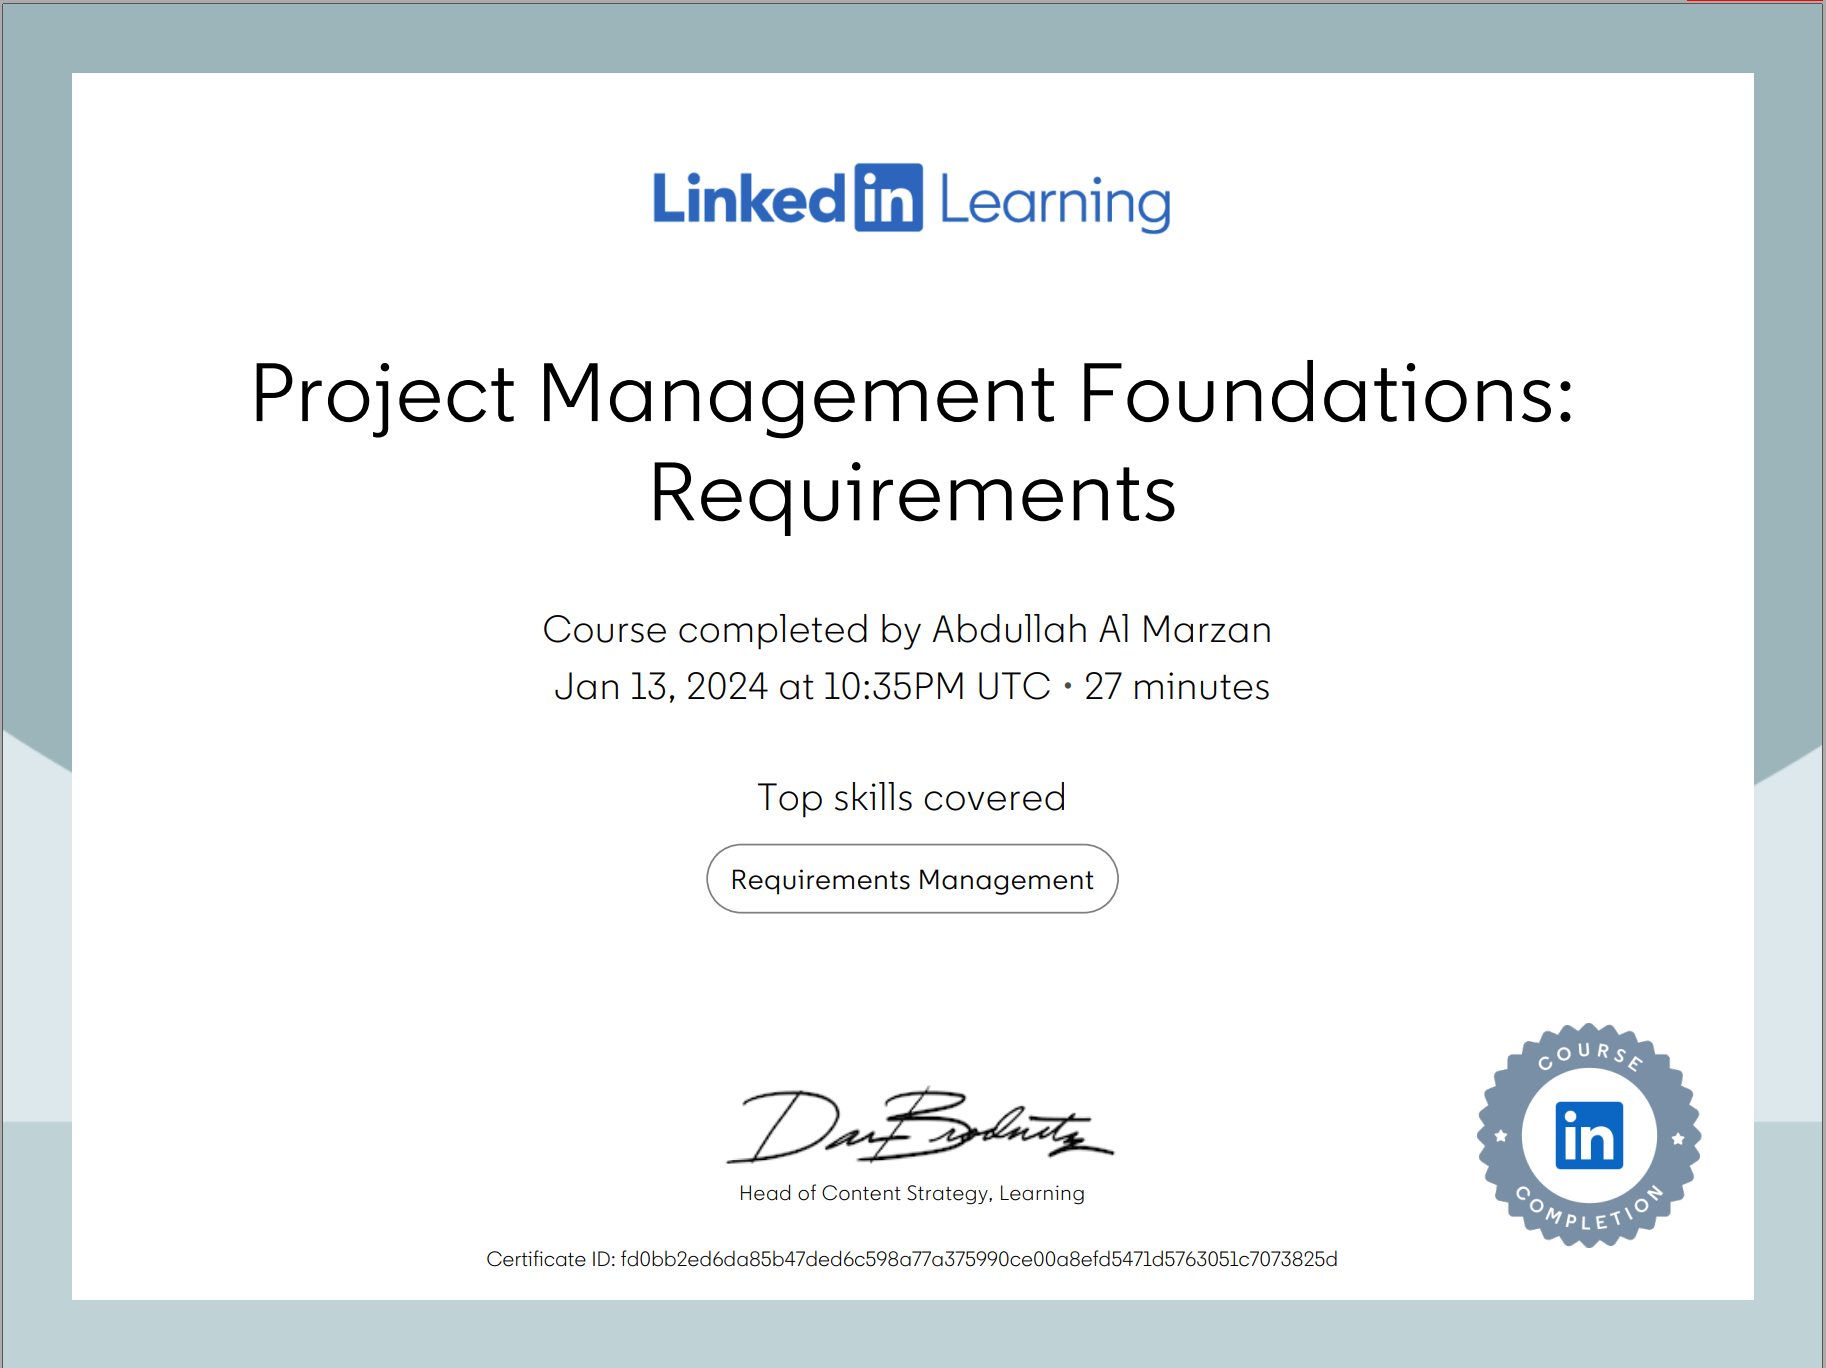 Linked in Learning
Project Management Foundations:
Requirements
Course completed by Abdullah Al Marzan
Jan 13, 2024 at 10:35PM UTC • 27 minutes
Top skills covered
Requirements Management
Dan Brodnitz
Head of Content Strategy, Learning
Certificate ID: fd0bb2ed6da85b47ded6c598a77a375990ce00a8efd5471d5763051c7073825d
COURSE
in
COMPLETION